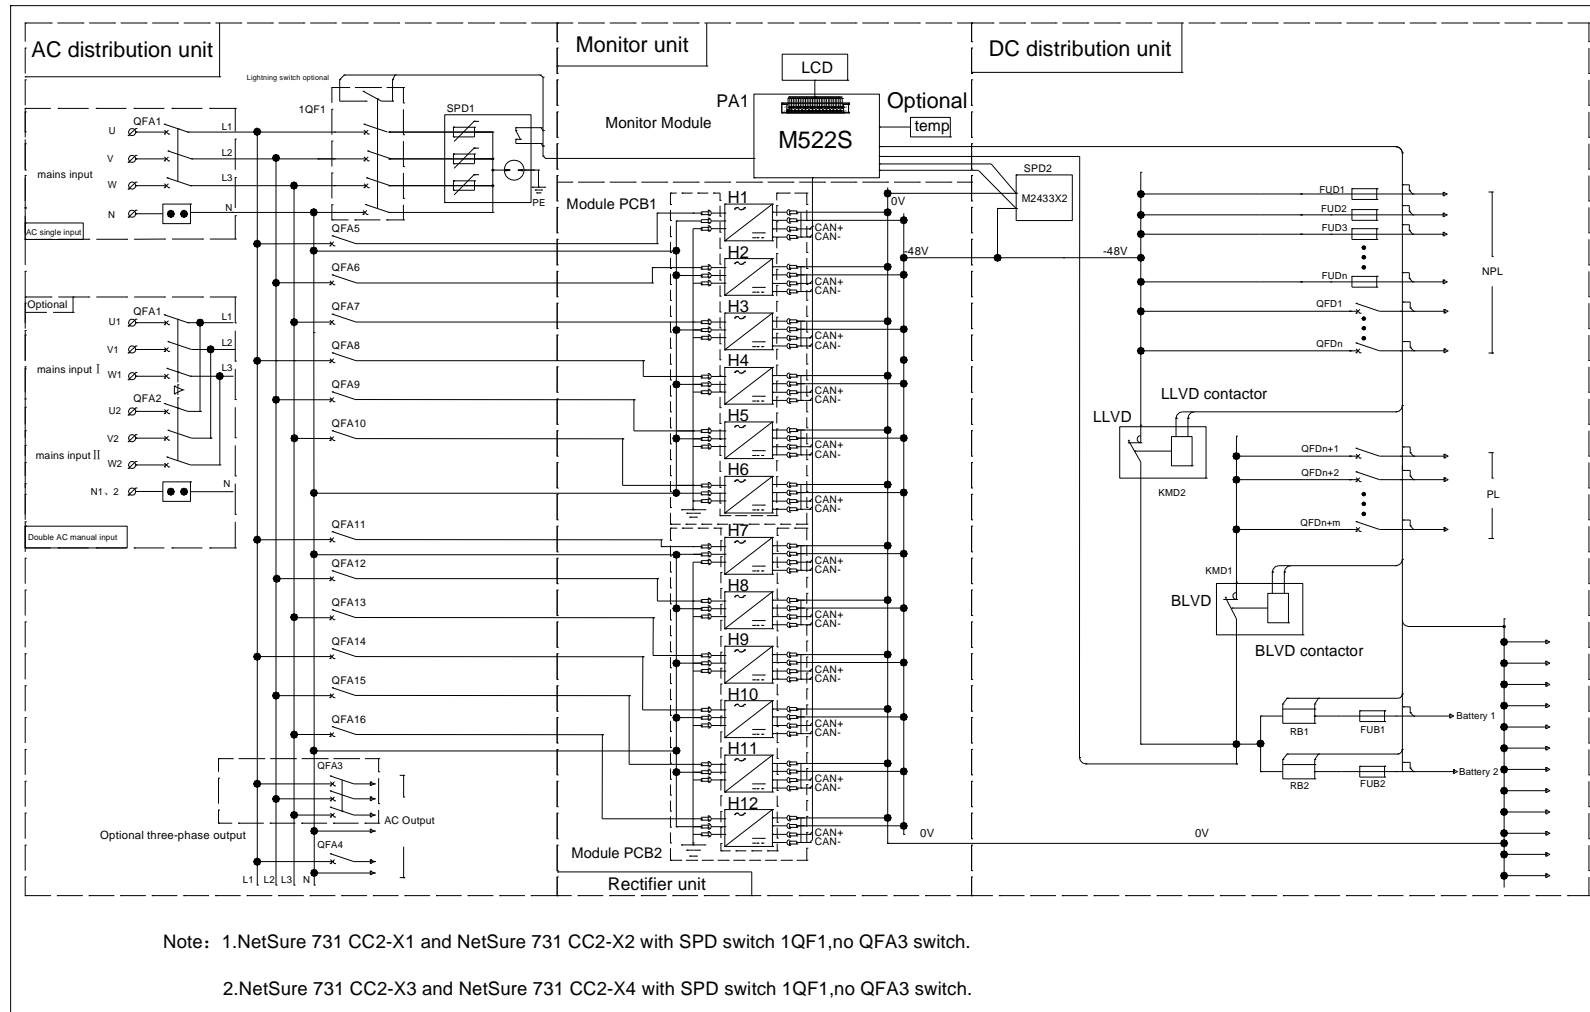 AC distribution unit
Monitor unit
DC distribution unit
Lightning switch optional
1QF1
SPD1
PE
LCD
PA1
Optional
Monitor Module
M522S
temp
SPD2
M2433X2
mains input
U
V
W
N
QFA1
L1
L2
L3
N
AC single input
Optional
QFA1
U1
V1
mains input I
W1
QFA2
U2
V2
mains input II
W2
N1、2
L1
L2
L3
N
Double AC manual input
QFA5
QFA6
QFA7
QFA8
QFA9
QFA10
QFA11
QFA12
QFA13
QFA14
QFA15
QFA16
QFA3
AC Output
Optional three-phase output
QFA4
L1 L2 L3 N
Module PCB1
H1
CAN+
CAN-
H2
CAN+
CAN-
H3
CAN+
CAN-
H4
CAN+
CAN-
H5
CAN+
CAN-
H6
CAN+
CAN-
H7
CAN+
CAN-
H8
CAN+
CAN-
H9
CAN+
CAN-
H10
CAN+
CAN-
H11
CAN+
CAN-
H12
CAN+
CAN-
Module PCB2
Rectifier unit
0V
-48V
0V
-48V
FUD1
FUD2
FUD3
FUDn
NPL
QFD1
QFDn
LLVD contactor
LLVD
KMD2
QFDn+1
QFDn+2
PL
QFDn+m
KMD1
BLVD
BLVD contactor
RB1
FUB1
Battery 1
RB2
FUB2
Battery 2
0V
Note：1.NetSure 731 CC2-X1 and NetSure 731 CC2-X2 with SPD switch 1QF1,no QFA3 switch.
2.NetSure 731 CC2-X3 and NetSure 731 CC2-X4 with SPD switch 1QF1,no QFA3 switch.